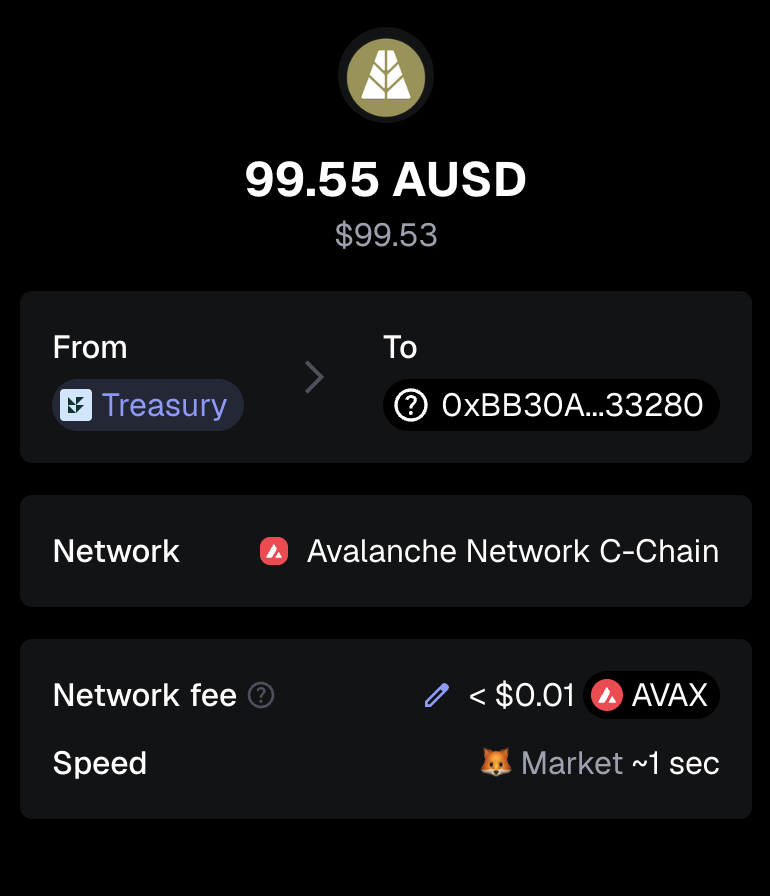 99.55 AUSD
$99.53
From
To
Treasury
0xBB30A...33280
Network
Avalanche Network C-Chain
Network fee
< $0.01 AVAX
Speed
Market ~1 sec